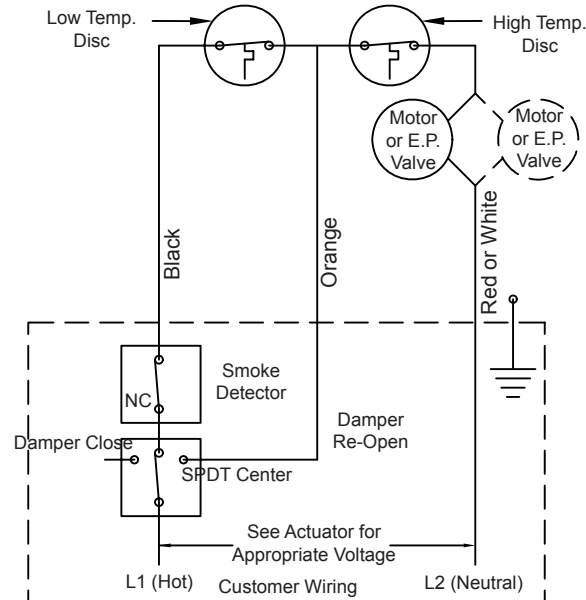 Low Temp.
Disc
High Temp.
Disc
Motor
or E.P.
Valve
Motor
or E.P.
Valve
Black
Orange
Red or White
Smoke
Detector
NC
Damper
Re-Open
Damper Close
SPDT Center
See Actuator for
Appropriate Voltage
L1 (Hot)
Customer Wiring
L2 (Neutral)